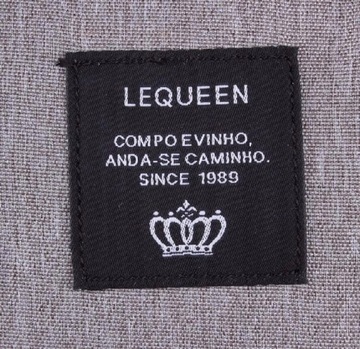 LEQUEEN
COMPO EVINHO,
ANDA-SE CAMINHO.
SINCE 1989